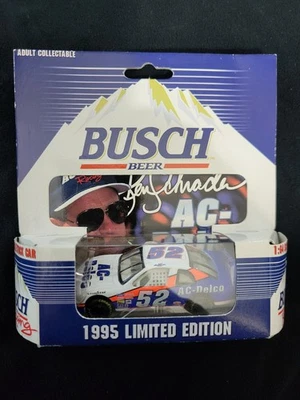 ADULT COLLECTABLE
BUSCH
BEER
Ken Schrader
AC-
52
52
AC-Delco
1995 LIMITED EDITION